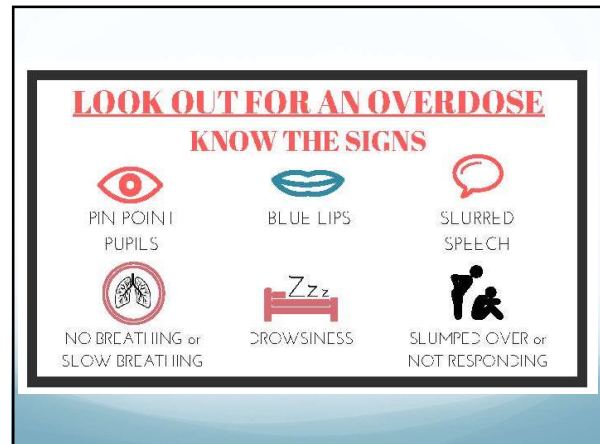 LOOK OUT FOR AN OVERDOSE
KNOW THE SIGNS
PIN POINT
PUPILS
BLUE LIPS
SLURRED
SPEECH
NO BREATHING or
SLOW BREATHING
Zzz
DROWSINESS
SLUMPED OVER or
NOT RESPONDING